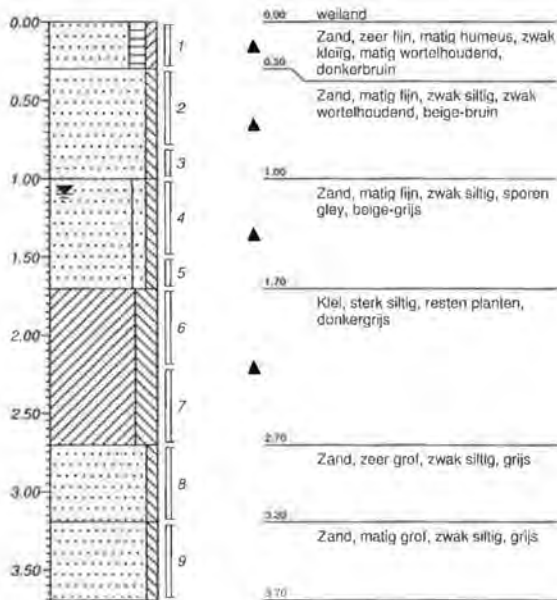 0.00
0.50
1.00
1.50
2.00
2.50
3.00
3.50
1
2
3
4
5
6
7
8
9
0.00 weiland
Zand, zeer fijn, matig humeus, zwak
kleiïg, matig wortelhoudend,
donkerbruin
0.30
Zand, matig fijn, zwak siltig, zwak
wortelhoudend, beige-bruin
1.00
Zand, matig fijn, zwak siltig, sporen
gley, beige-grijs
1.70
Klei, sterk siltig, resten planten,
donkergrijs
2.70
Zand, zeer grof, zwak siltig, grijs
3.20
Zand, matig grof, zwak siltig, grijs
3.70